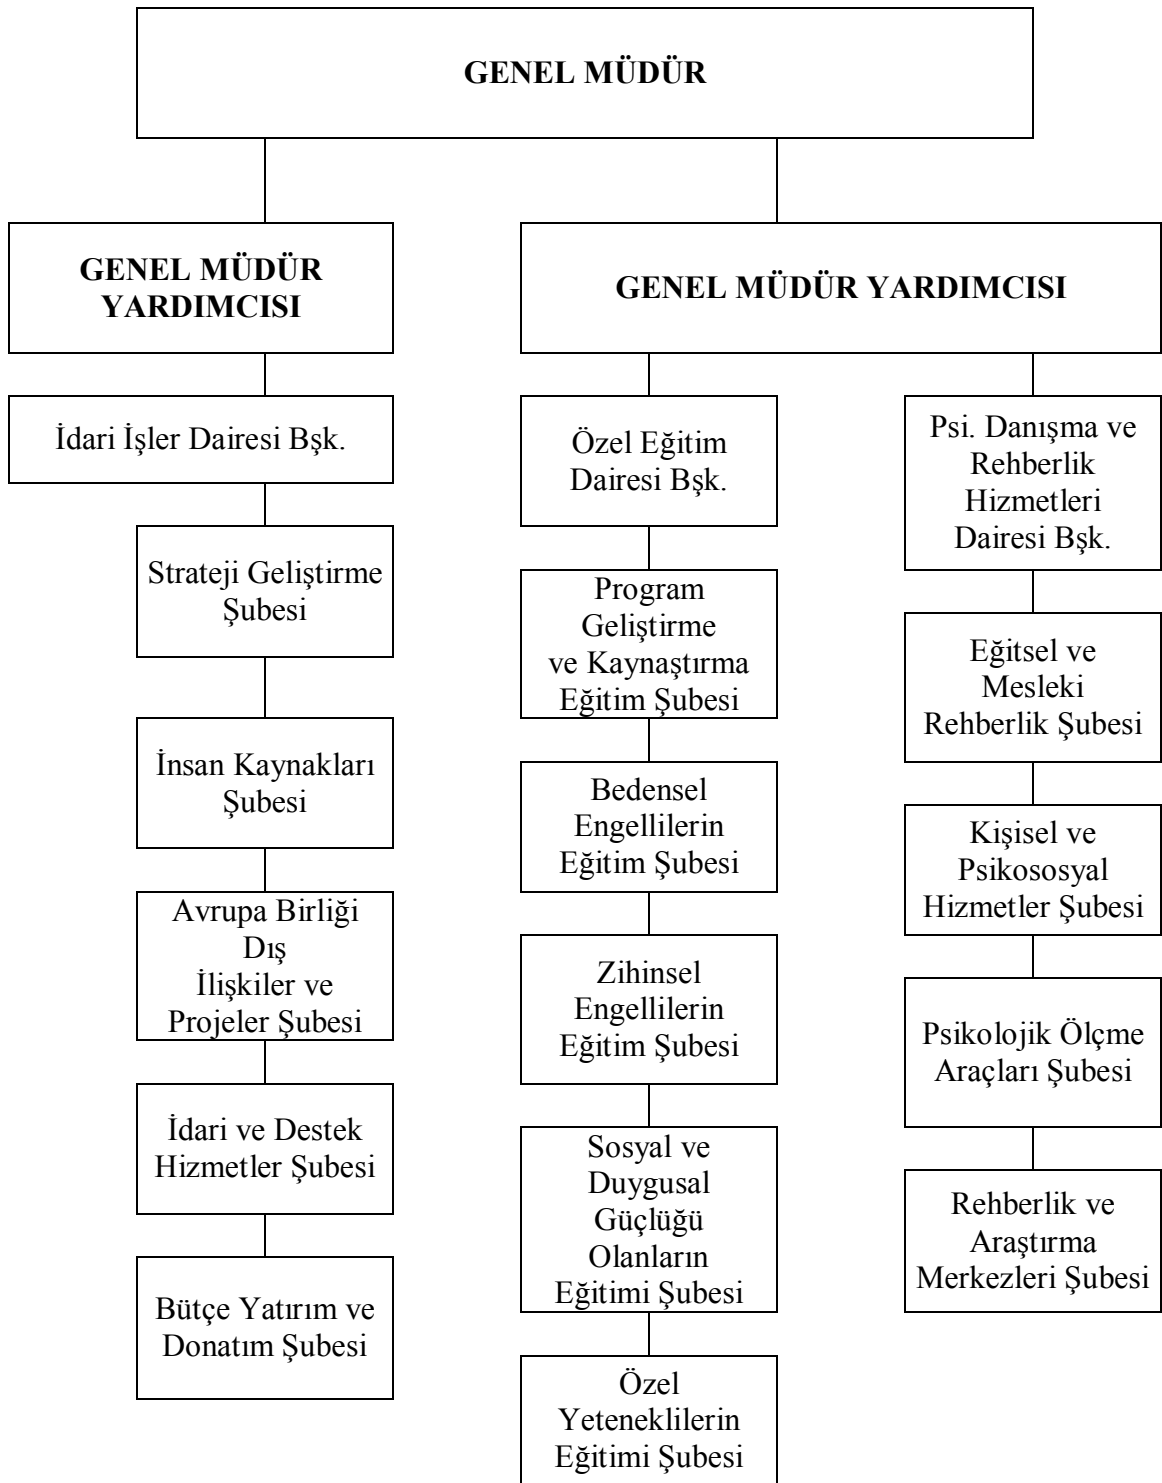 GENEL MÜDÜR
GENEL MÜDÜR
YARDIMCISI
GENEL MÜDÜR YARDIMCISI
İdari İşler Dairesi Bşk.
Strateji Geliştirme
Şubesi
İnsan Kaynakları
Şubesi
Avrupa Birliği
Dış
İlişkiler ve
Projeler Şubesi
İdari ve Destek
Hizmetler Şubesi
Bütçe Yatırım ve
Donatım Şubesi
Özel Eğitim
Dairesi Bşk.
Program
Geliştirme
ve Kaynaştırma
Eğitim Şubesi
Bedensel
Engellilerin
Eğitim Şubesi
Zihinsel
Engellilerin
Eğitim Şubesi
Sosyal ve
Duygusal
Güçlüğü
Olanların
Eğitimi Şubesi
Özel
Yeteneklilerin
Eğitimi Şubesi
Psi. Danışma ve
Rehberlik
Hizmetleri
Dairesi Bşk.
Eğitsel ve
Mesleki
Rehberlik Şubesi
Kişisel ve
Psikososyal
Hizmetler Şubesi
Psikolojik Ölçme
Araçları Şubesi
Rehberlik ve
Araştırma
Merkezleri Şubesi